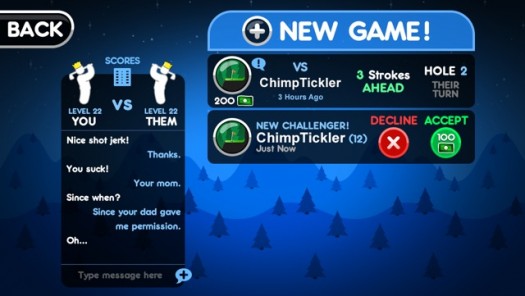 BACK
NEW GAME!
SCORES
LEVEL 22
YOU
VS
LEVEL 22
THEM
Nice shot jerk!
Thanks.
You suck!
Your mom.
Since when?
Since your dad gave
me permission.
Oh...
Type message here
200
VS
ChimpTickler
3 Hours Ago
3 Strokes
AHEAD
HOLE 2
THEIR
TURN
NEW CHALLENGER!
ChimpTickler (12)
Just Now
DECLINE
ACCEPT
100